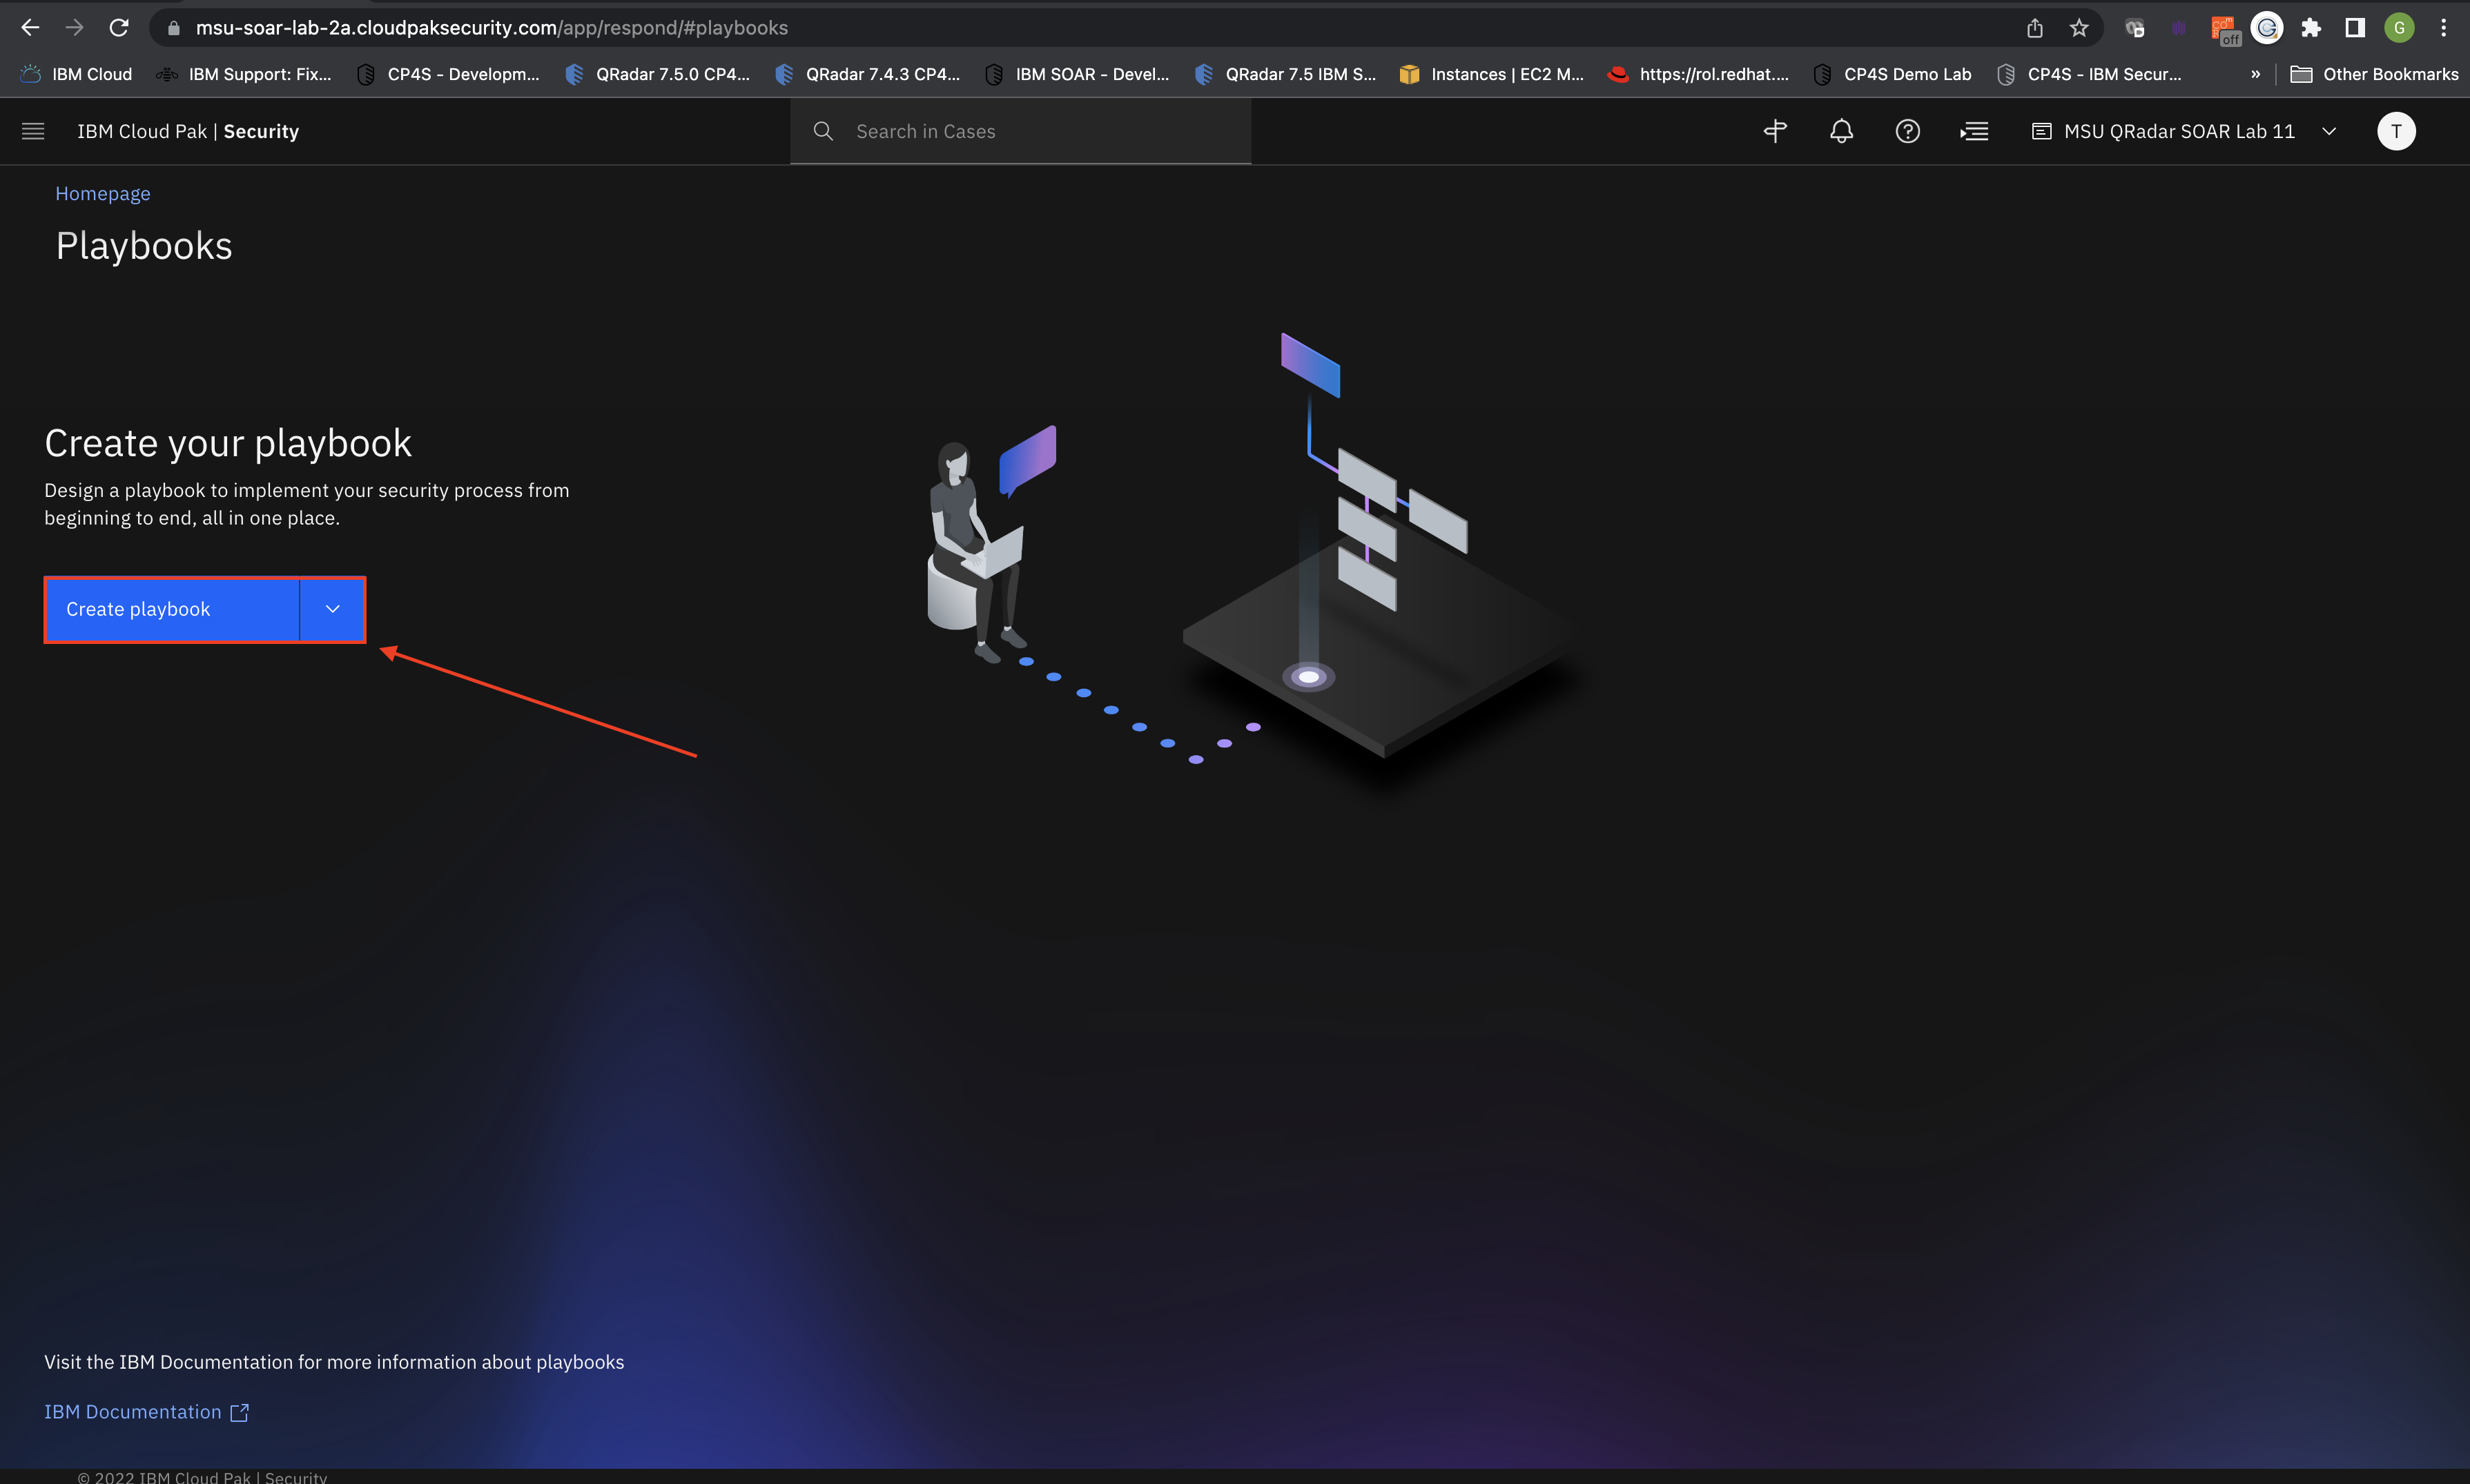 msu-soar-lab-2a.cloudpaksecurity.com/app/respond/#playbooks
off
G
IBM Cloud
IBM Support: Fix...
CP4S - Developm...
QRadar 7.5.0 CP4...
QRadar 7.4.3 CP4...
IBM SOAR - Devel...
QRadar 7.5 IBM S...
Instances | EC2 M...
https://rol.redhat....
CP4S Demo Lab
CP4S - IBM Secur...
»
Other Bookmarks
IBM Cloud Pak | Security
Search in Cases
MSU QRadar SOAR Lab 11
T
Homepage
Playbooks
Create your playbook
Design a playbook to implement your security process from
beginning to end, all in one place.
Create playbook
Visit the IBM Documentation for more information about playbooks
IBM Documentation
© 2022 IBM Cloud Pak | Security